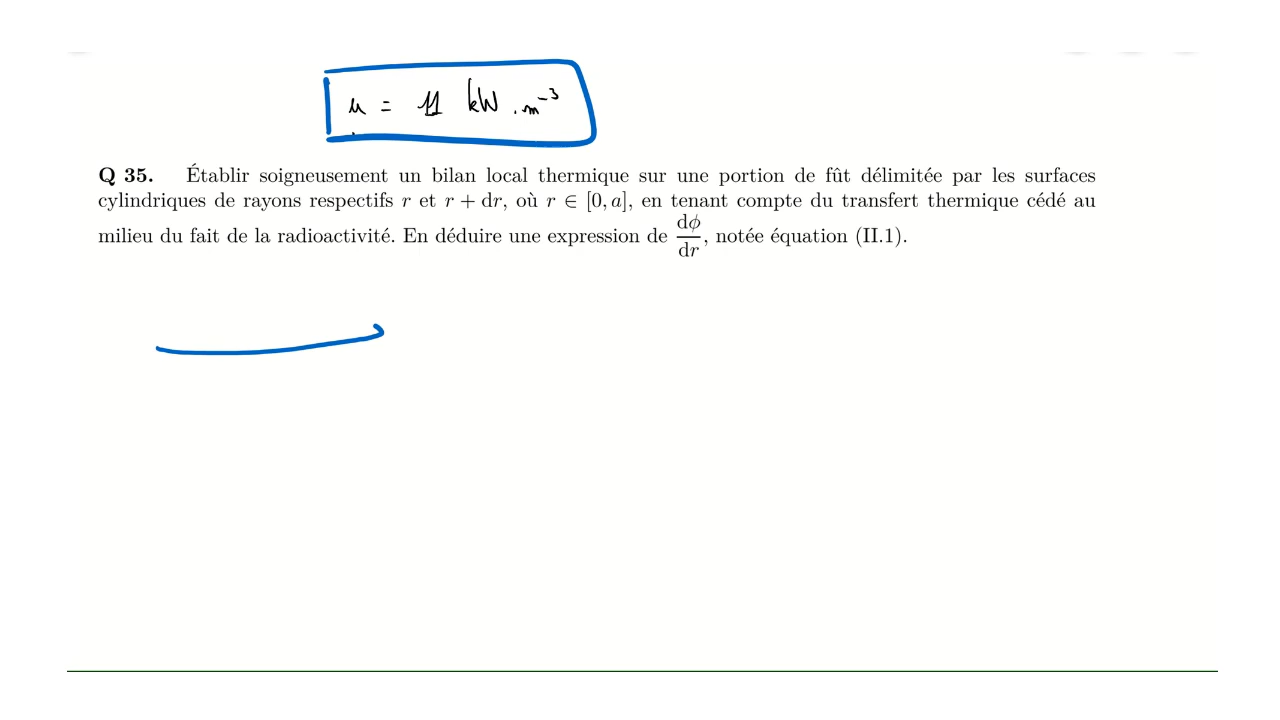 u = 11 kW.m⁻³
Q 35. Établir soigneusement un bilan local thermique sur une portion de fût délimitée par les surfaces
cylindriques de rayons respectifs r et r + dr, où r ∈ [0, a], en tenant compte du transfert thermique cédé au
milieu du fait de la radioactivité. En déduire une expression de dϕ/dr, notée équation (II.1).